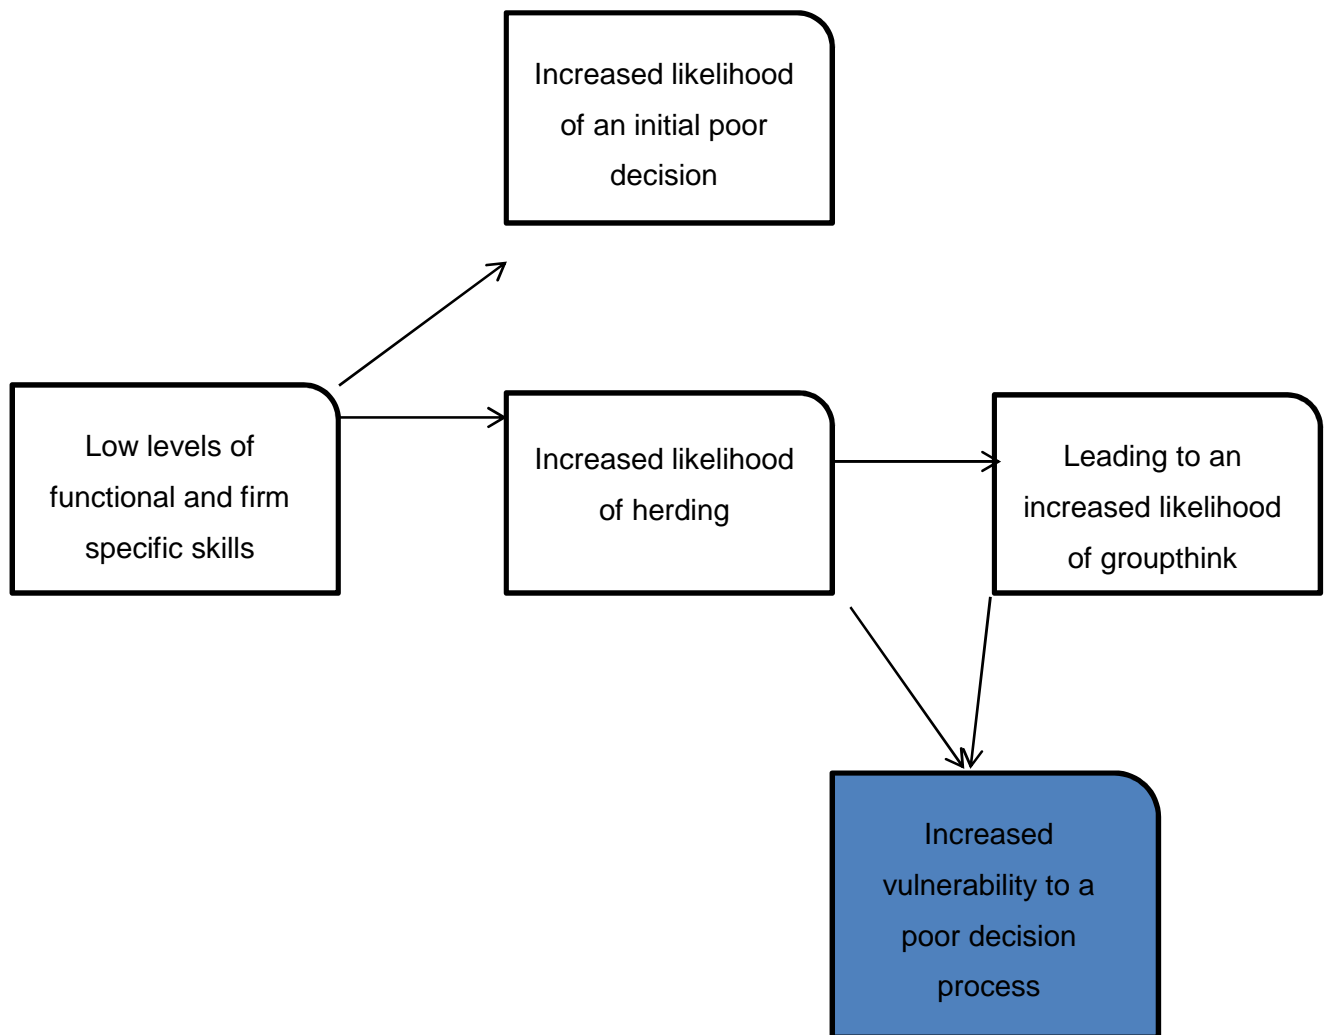 Increased likelihood
of an initial poor
decision
Low levels of
functional and firm
specific skills
Increased likelihood
of herding
Leading to an
increased likelihood
of groupthink
Increased
vulnerability to a
poor decision
process